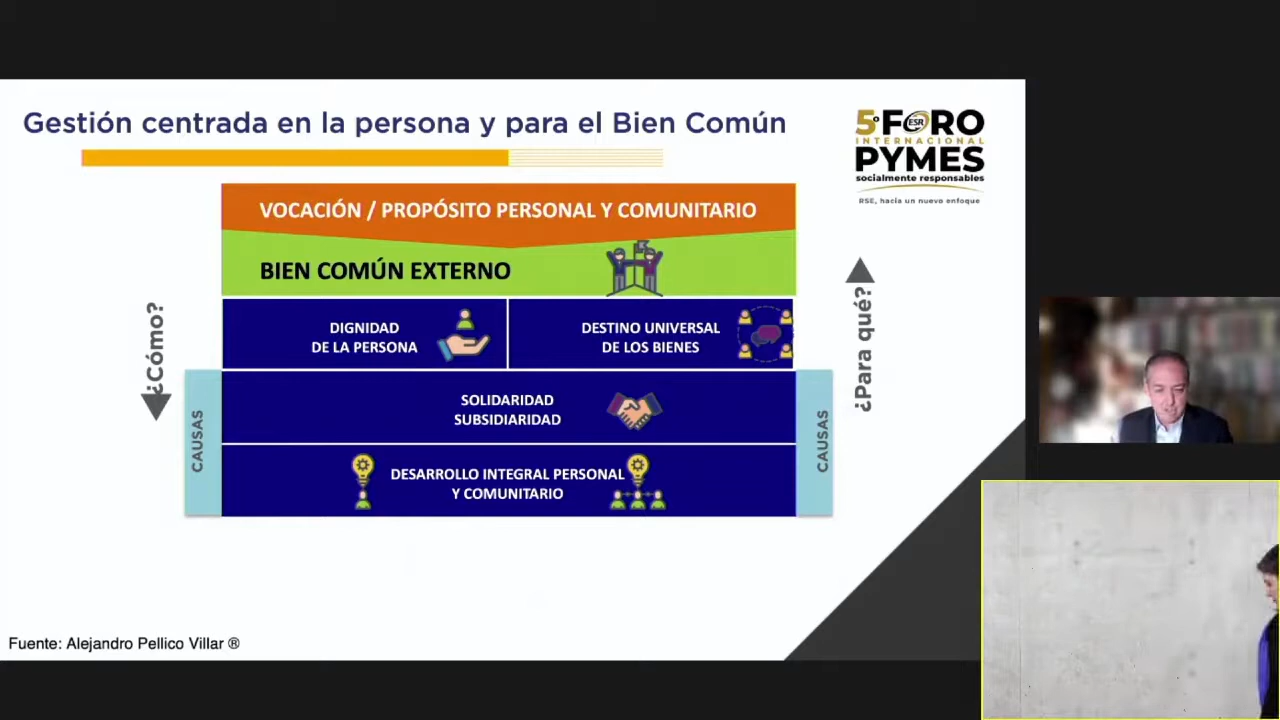 Gestión centrada en la persona y para el Bien Común
5º FORO
ESR
INTERNACIONAL
PYMES
socialmente responsables
RSE, hacia un nuevo enfoque
VOCACIÓN / PROPÓSITO PERSONAL Y COMUNITARIO
BIEN COMÚN EXTERNO
¿Cómo?
¿Para qué?
DIGNIDAD
DE LA PERSONA
DESTINO UNIVERSAL
DE LOS BIENES
CAUSAS
SOLIDARIDAD
SUBSIDIARIDAD
CAUSAS
DESARROLLO INTEGRAL PERSONAL
Y COMUNITARIO
Fuente: Alejandro Pellico Villar ®